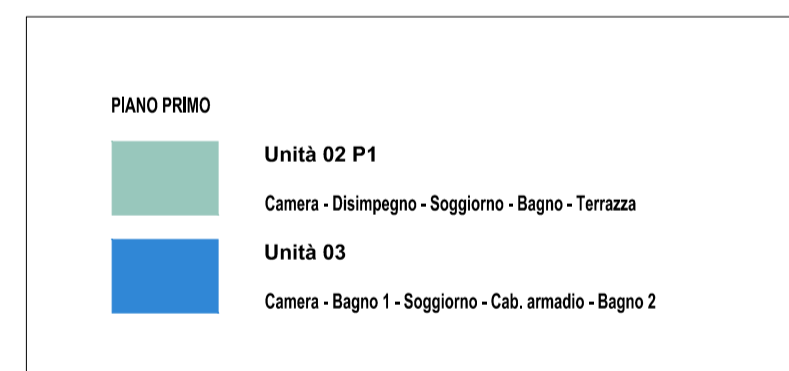 PIANO PRIMO
Unità 02 P1
Camera - Disimpegno - Soggiorno - Bagno - Terrazza
Unità 03
Camera - Bagno 1 - Soggiorno - Cab. armadio - Bagno 2